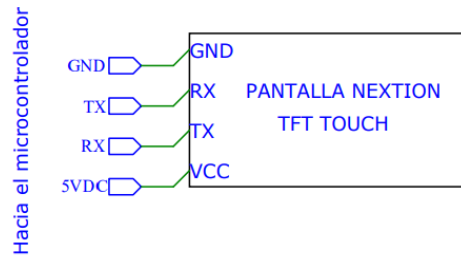 Hacia el microcontrolador
GND
TX
RX
5VDC
GND
RX
TX
VCC
PANTALLA NEXTION
TFT TOUCH